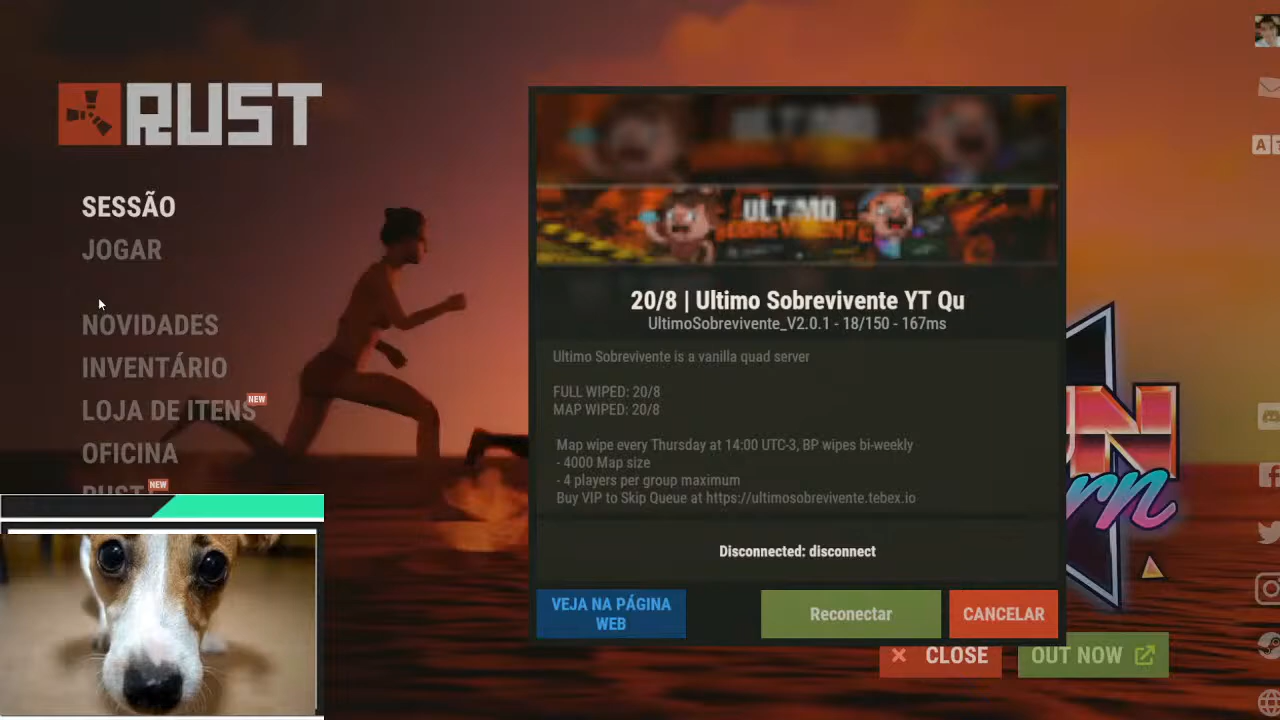 RUST
SESSÃO
JOGAR
NOVIDADES
INVENTÁRIO
LOJA DE ITENS NEW
OFICINA
NEW
ULTIMO
SOBREVIVENTE
20/8 | Ultimo Sobrevivente YT Qu
UltimoSobrevivente_V2.0.1 - 18/150 - 167ms
Ultimo Sobrevivente is a vanilla quad server
FULL WIPED: 20/8
MAP WIPED: 20/8
Map wipe every Thursday at 14:00 UTC-3, BP wipes bi-weekly
- 4000 Map size
- 4 players per group maximum
Buy VIP to Skip Queue at https://ultimosobrevivente.tebex.io
Disconnected: disconnect
VEJA NA PÁGINA
WEB
Reconectar
CANCELAR
CLOSE
OUT NOW